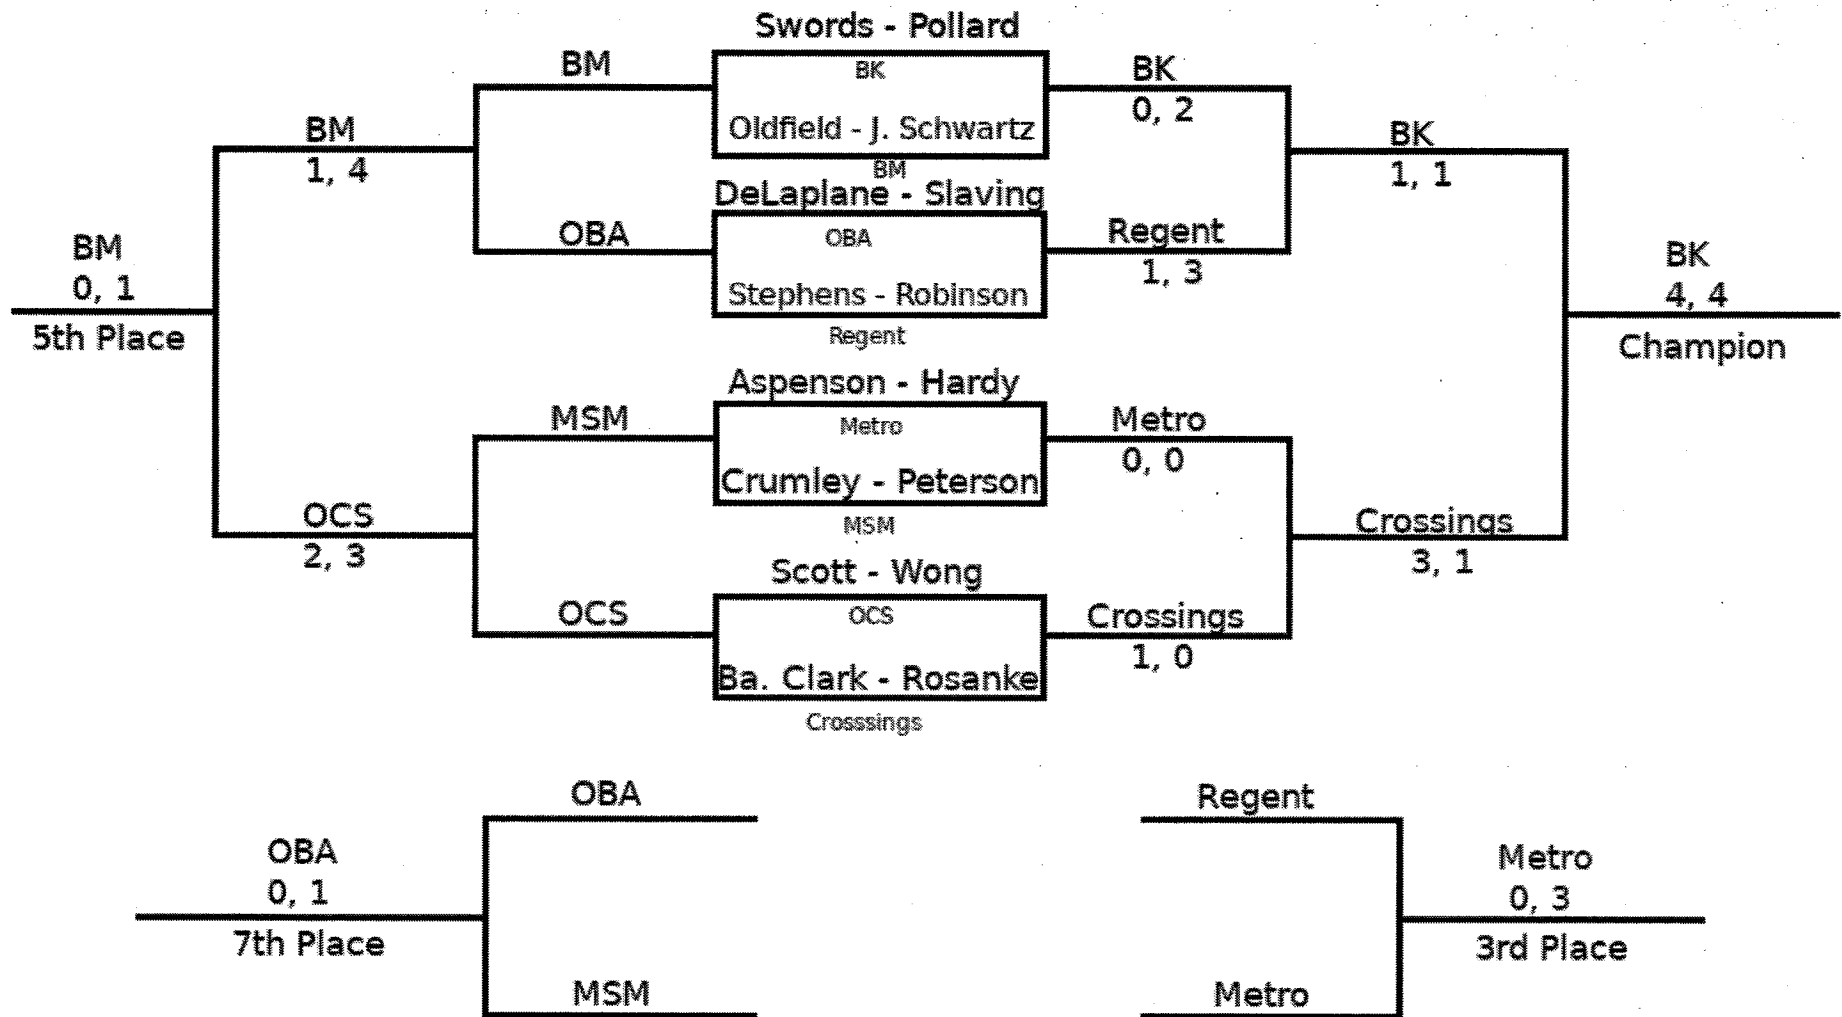 Swords - Pollard
BM
BK
BK
Oldfield - J. Schwartz
0, 2
BM
1, 4
BK
1, 1
BM
DeLaplane - Slaving
OBA
OBA
Regent
Stephens - Robinson
1, 3
Regent
BM
0, 1
5th Place
BK
4, 4
Champion
Aspenson - Hardy
MSM
Metro
Metro
Crumley - Peterson
0, 0
MSM
OCS
2, 3
Crossings
3, 1
Scott - Wong
OCS
OCS
Crossings
Ba. Clark - Rosanke
1, 0
Crosssings
OBA
Regent
OBA
0, 1
7th Place
Metro
0, 3
3rd Place
MSM
Metro